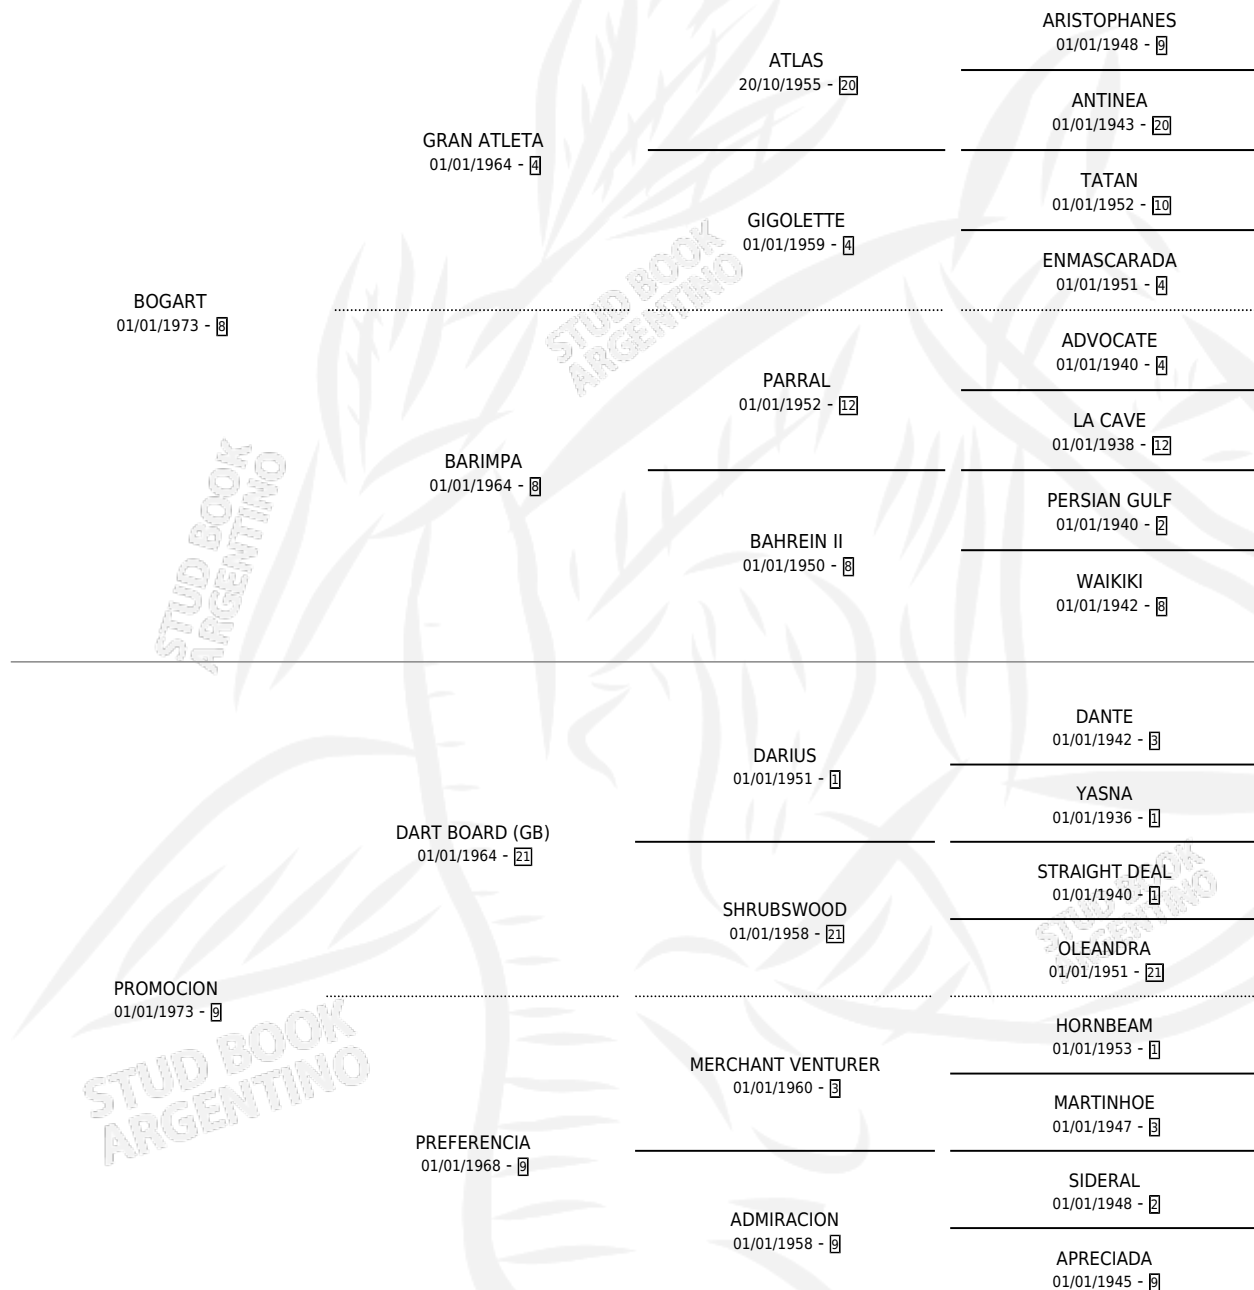 ARISTOPHANES
01/01/1948 - 9
ATLAS
20/10/1955 - 20
ANTINEA
01/01/1943 - 20
GRAN ATLETA
01/01/1964 - 4
TATAN
01/01/1952 - 10
GIGOLETTE
01/01/1959 - 4
ENMASCARADA
01/01/1951 - 4
BOGART
01/01/1973 - 8
ADVOCATE
01/01/1940 - 4
PARRAL
01/01/1952 - 12
LA CAVE
01/01/1938 - 12
BARIMPA
01/01/1964 - 8
PERSIAN GULF
01/01/1940 - 2
BAHREIN II
01/01/1950 - 8
WAIKIKI
01/01/1942 - 8
STUD BOOK
ARGENTINO
STUD BOOK
ARGENTINO
DANTE
01/01/1942 - 3
DARIUS
01/01/1951 - 1
YASNA
01/01/1936 - 1
DART BOARD (GB)
01/01/1964 - 21
STRAIGHT DEAL
01/01/1940 - 1
SHRUBSWOOD
01/01/1958 - 21
OLEANDRA
01/01/1951 - 21
PROMOCION
01/01/1973 - 9
HORNBEAM
01/01/1953 - 1
MERCHANT VENTURER
01/01/1960 - 3
MARTINHOE
01/01/1947 - 3
PREFERENCIA
01/01/1968 - 9
SIDERAL
01/01/1948 - 2
ADMIRACION
01/01/1958 - 9
APRECIADA
01/01/1945 - 9
STUD BOOK
ARGENTINO
STUD BOOK
ARGENTINO